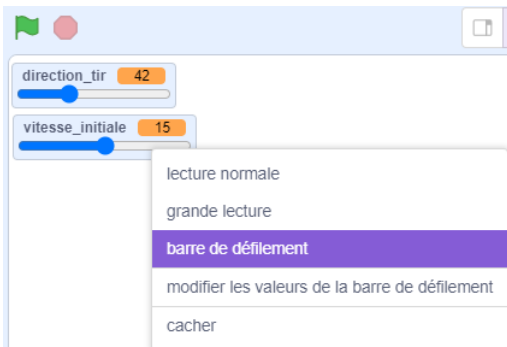 direction_tir 42
vitesse_initiale 15
lecture normale
grande lecture
barre de défilement
modifier les valeurs de la barre de défilement
cacher